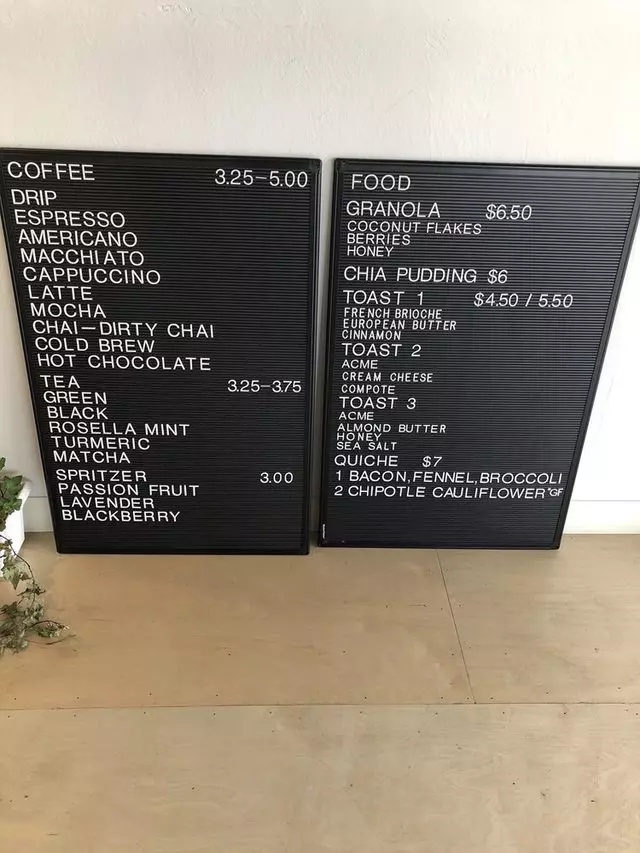 COFFEE 3.25-5.00
DRIP
ESPRESSO
AMERICANO
MACCHIATO
CAPPUCCINO
LATTE
MOCHA
CHAI-DIRTY CHAI
COLD BREW
HOT CHOCOLATE
TEA 3.25-3.75
GREEN
BLACK
ROSELLA MINT
TURMERIC
MATCHA
SPRITZER 3.00
PASSION FRUIT
LAVENDER
BLACKBERRY
FOOD
GRANOLA $6.50
COCONUT FLAKES
BERRIES
HONEY
CHIA PUDDING $6
TOAST 1 $4.50 / 5.50
FRENCH BRIOCHE
EUROPEAN BUTTER
CINNAMON
TOAST 2
ACME
CREAM CHEESE
COMPOTE
TOAST 3
ACME
ALMOND BUTTER
HONEY
SEA SALT
QUICHE $7
1 BACON,FENNEL,BROCCOLI
2 CHIPOTLE CAULIFLOWER *GF